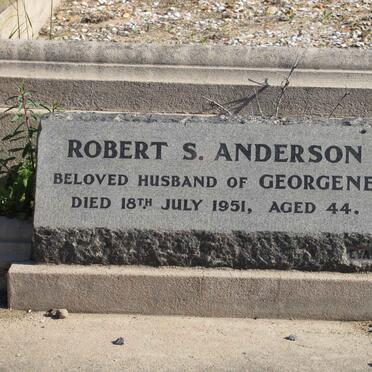 ROBERT S. ANDERSON
BELOVED HUSBAND OF GEORGENE
DIED 18TH JULY 1951, AGED 44.